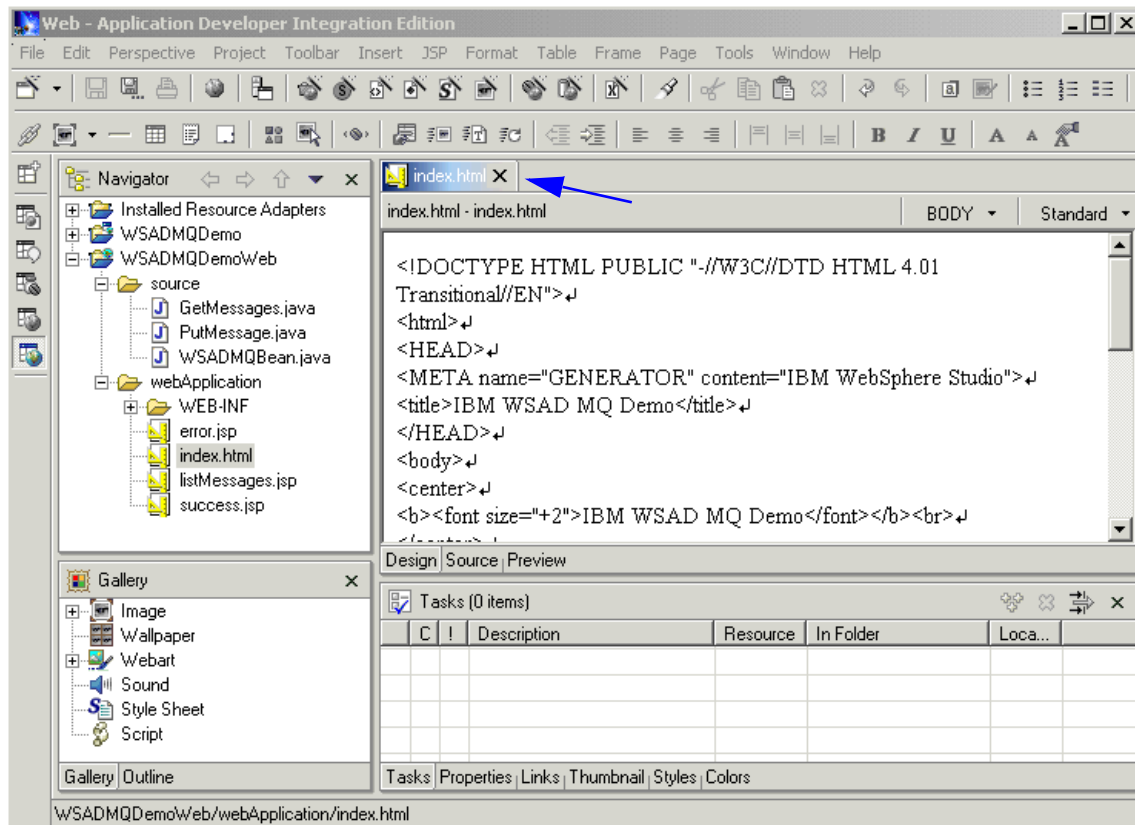 Web - Application Developer Integration Edition
File Edit Perspective Project Toolbar Insert JSP Format Table Frame Page Tools Window Help
Navigator
Installed Resource Adapters
WSADMQDemo
WSADMQDemoWeb
source
GetMessages.java
PutMessage.java
WSADMQBean.java
webApplication
WEB-INF
error.jsp
index.html
listMessages.jsp
success.jsp
Gallery
Image
Wallpaper
Webart
Sound
Style Sheet
Script
Gallery Outline
index.html
index.html - index.html BODY Standard
<!DOCTYPE HTML PUBLIC "-//W3C//DTD HTML 4.01
Transitional//EN">↵
<html>↵
<HEAD>↵
<META name="GENERATOR" content="IBM WebSphere Studio">↵
<title>IBM WSAD MQ Demo</title>↵
</HEAD>↵
<body>↵
<center>↵
<b><font size="+2">IBM WSAD MQ Demo</font></b><br>↵
Design Source Preview
Tasks (0 items)
C ! Description Resource In Folder Loca...
Tasks Properties Links Thumbnail Styles Colors
WSADMQDemoWeb/webApplication/index.html